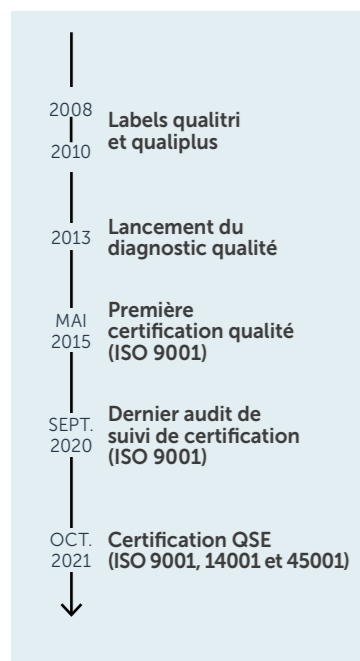 2008
2010
Labels qualitri
et qualiplus
2013
Lancement du
diagnostic qualité
MAI
2015
Première
certification qualité
(ISO 9001)
SEPT.
2020
Dernier audit de
suivi de certification
(ISO 9001)
OCT.
2021
Certification QSE
(ISO 9001, 14001 et 45001)